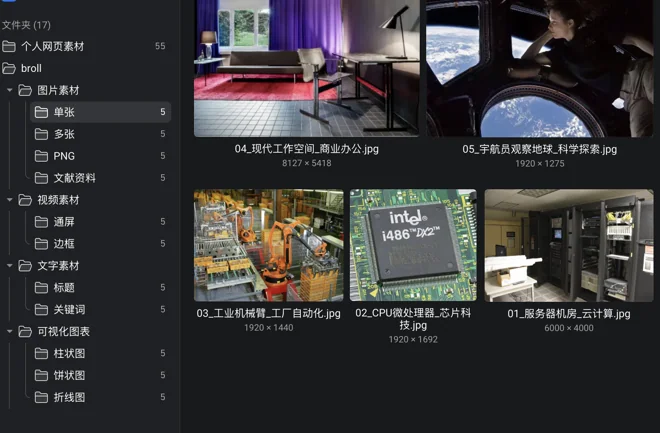 文件夹 (17)
个人网页素材 55
broll
图片素材
单张 5
多张 5
PNG 5
文献资料 5
视频素材
通屏 5
边框 5
文字素材
标题 5
关键词 5
可视化图表
柱状图 5
饼状图 5
折线图 5
04_现代工作空间_商业办公.jpg
8127 × 5418
05_宇航员观察地球_科学探索.jpg
1920 × 1275
intel®
i486™DX2™
03_工业机械臂_工厂自动化.jpg
1920 × 1440
02_CPU微处理器_芯片科
技.jpg
1920 × 1692
01_服务器机房_云计算.jpg
6000 × 4000